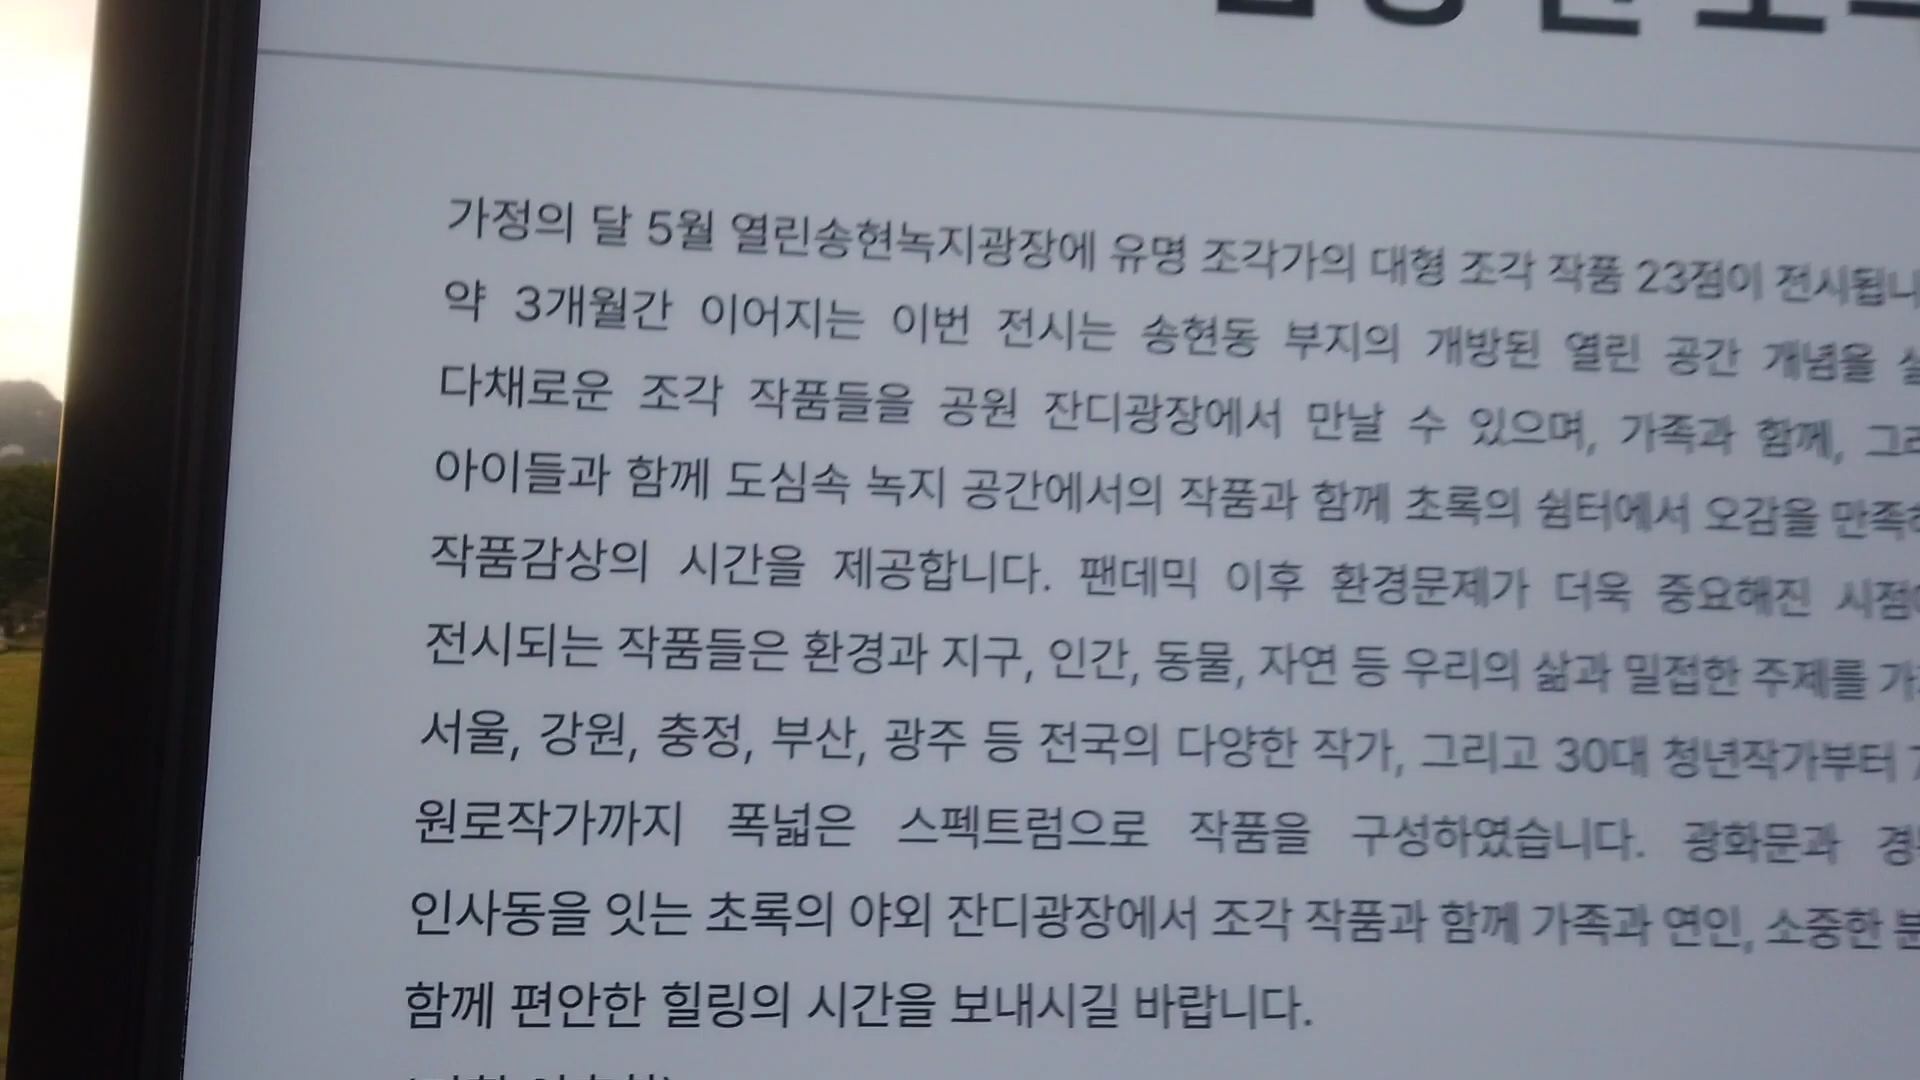 가정의 달 5월 열린송현녹지광장에 유명 조각가의 대형 조각 작품 23점이
약 3개월간 이어지는 이번 전시는 송현동 부지의 개방된 열린 공간 개념을
다채로운 조각 작품들을 공원 잔디광장에서 만날 수 있으며, 가족과 함께,
아이들과 함께 도심속 녹지 공간에서의 작품과 함께 초록의 쉼터에서 오감을
작품감상의 시간을 제공합니다. 팬데믹 이후 환경문제가 더욱 중요해진
전시되는 작품들은 환경과 지구, 인간, 동물, 자연 등 우리의 삶과 밀접한 주제를
서울, 강원, 충정, 부산, 광주 등 전국의 다양한 작가, 그리고 30대 청년작가부터
원로작가까지 폭넓은 스펙트럼으로 작품을 구성하였습니다. 광화문과
인사동을 잇는 초록의 야외 잔디광장에서 조각 작품과 함께 가족과 연인, 소중한
함께 편안한 힐링의 시간을 보내시길 바랍니다.